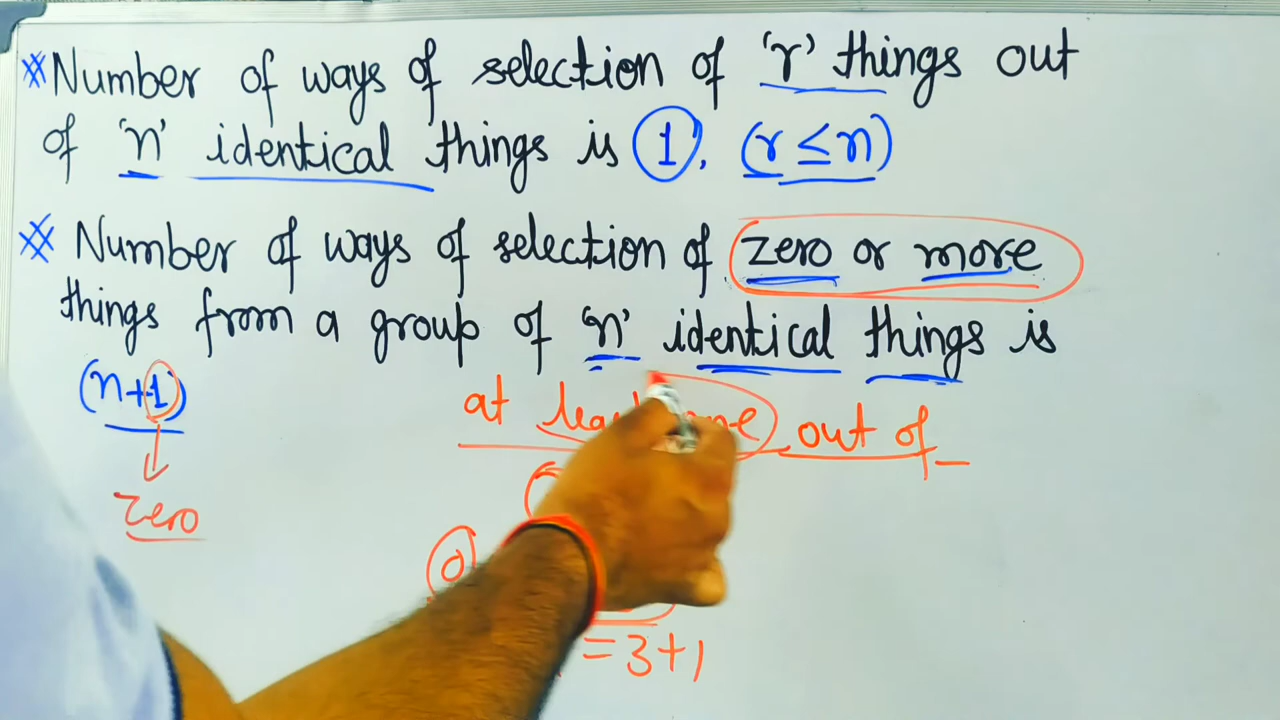 Number of ways of selection of 'r' things out
of 'n' identical things is 1. (r ≤ n)
Number of ways of selection of zero or more
things from a group of 'n' identical things is
(n+1)
at out of
zero
0
= 3+1